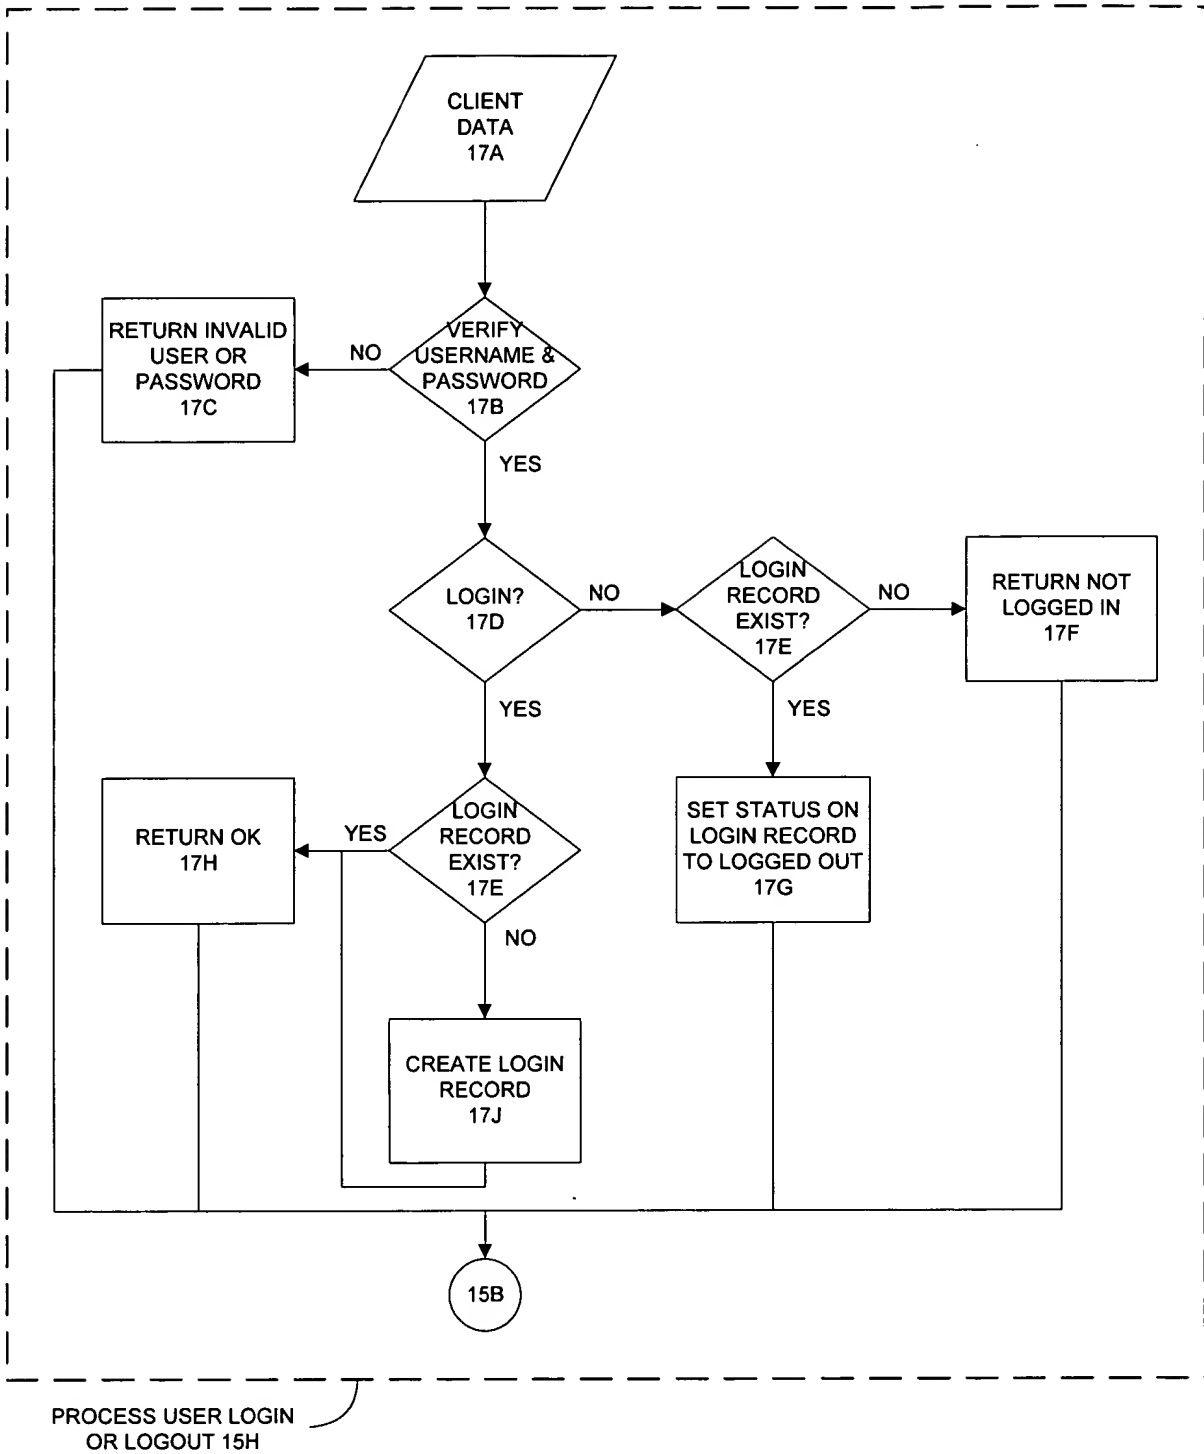 CLIENT
DATA
17A
RETURN INVALID
USER OR
PASSWORD
17C
NO
VERIFY
USERNAME &
PASSWORD
17B
YES
LOGIN?
17D
NO
LOGIN
RECORD
EXIST?
17E
NO
RETURN NOT
LOGGED IN
17F
YES
YES
RETURN OK
17H
YES
LOGIN
RECORD
EXIST?
17E
SET STATUS ON
LOGIN RECORD
TO LOGGED OUT
17G
NO
CREATE LOGIN
RECORD
17J
15B
PROCESS USER LOGIN
OR LOGOUT 15H